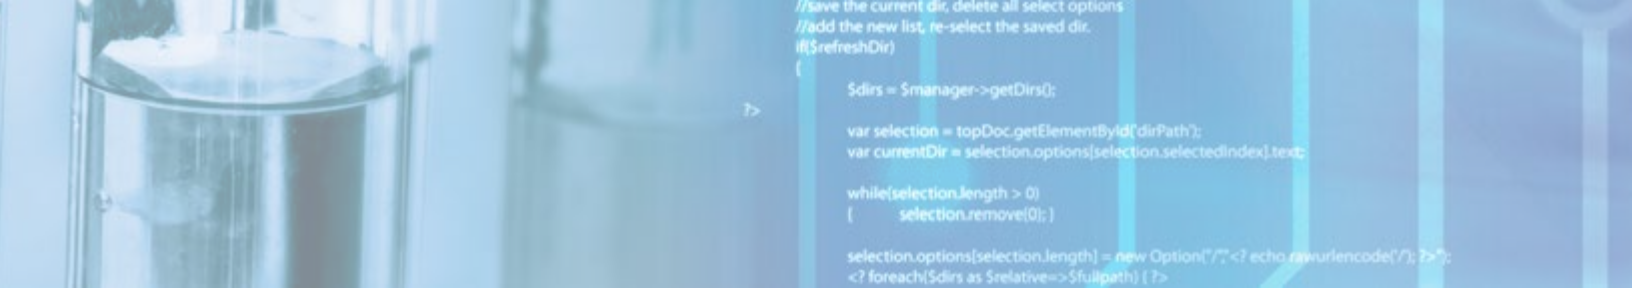 //save the current dir, delete all select options
//add the new list, re-select the saved dir.
if($refreshDir)
{
$dirs = $manager->getDirs();
?>
var selection = topDoc.getElementById('dirPath');
var currentDir = selection.options[selection.selectedIndex].text;
while(selection.length > 0)
{ selection.remove(0); }
selection.options[selection.length] = new Option("/","<? echo rawurlencode('/'); ?>");
<? foreach($dirs as $relative=>$fullpath) { ?>